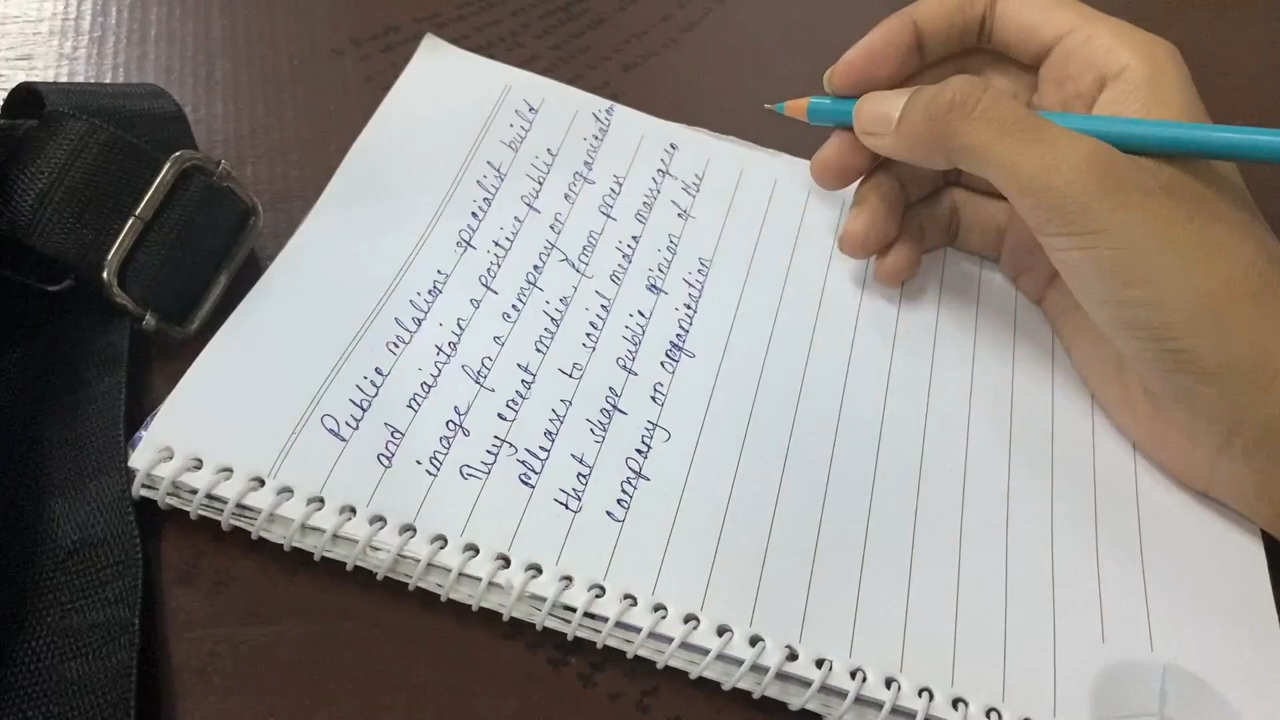 Public relations specialist build
and maintain a positive public
image for a company or organization
They creat media from press
releases to social media masseges
that shape public opinion of the
company or organization